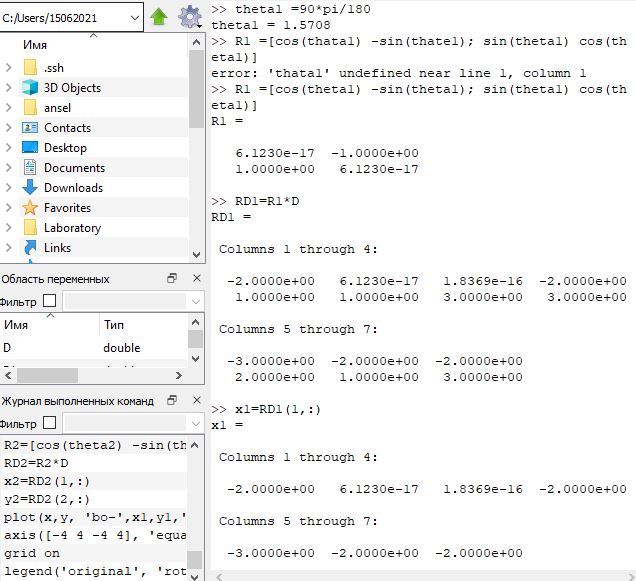 C:/Users/15062021
Имя
.ssh
3D Objects
ansel
Contacts
Desktop
Documents
Downloads
Favorites
Laboratory
Links
Область переменных
Фильтр
Имя Тип
D double
Журнал выполненных команд
Фильтр
R2=[cos(theta2) -sin(th
RD2=R2*D
x2=RD2(1,:)
y2=RD2(2,:)
plot(x,y, 'bo-',x1,y1,'
axis([-4 4 -4 4], 'equa
grid on
legend('original', 'rot
>> theta1 =90*pi/180
theta1 = 1.5708
>> R1 =[cos(thata1) -sin(thate1); sin(theta1) cos(th
eta1)]
error: 'thata1' undefined near line 1, column 1
>> R1 =[cos(theta1) -sin(theta1); sin(theta1) cos(th
eta1)]
R1 =
6.1230e-17 -1.0000e+00
1.0000e+00 6.1230e-17
>> RD1=R1*D
RD1 =
Columns 1 through 4:
-2.0000e+00 6.1230e-17 1.8369e-16 -2.0000e+00
1.0000e+00 1.0000e+00 3.0000e+00 3.0000e+00
Columns 5 through 7:
-3.0000e+00 -2.0000e+00 -2.0000e+00
2.0000e+00 1.0000e+00 3.0000e+00
>> x1=RD1(1,:)
x1 =
Columns 1 through 4:
-2.0000e+00 6.1230e-17 1.8369e-16 -2.0000e+00
Columns 5 through 7:
-3.0000e+00 -2.0000e+00 -2.0000e+00